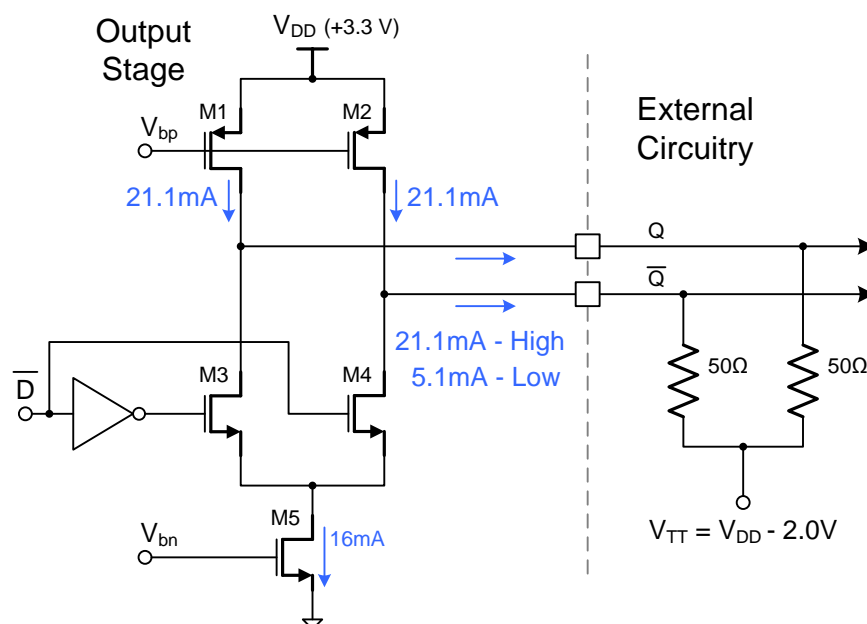 Output
Stage
V_DD (+3.3 V)
M1
M2
External
Circuitry
V_bp
21.1mA
21.1mA
Q
Q̅
21.1mA - High
5.1mA - Low
D̅
M3
M4
50Ω
50Ω
V_bn
M5
16mA
V_TT = V_DD - 2.0V